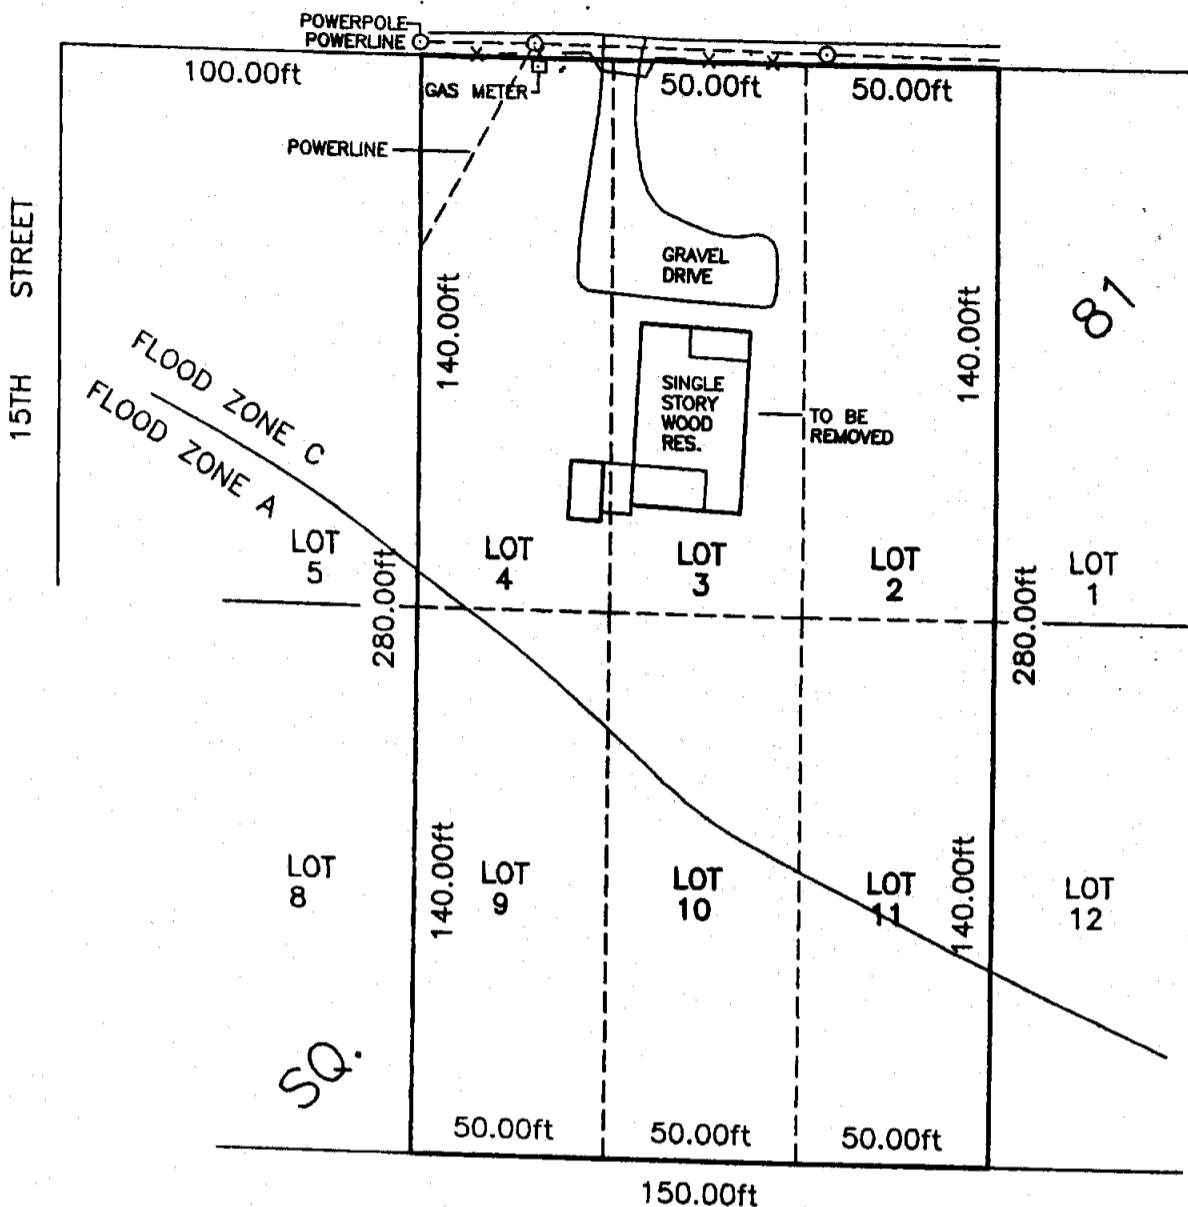 POWERPOLE
POWERLINE
100.00ft
GAS METER
50.00ft
50.00ft
POWERLINE
15TH STREET
GRAVEL
DRIVE
140.00ft
140.00ft
81
FLOOD ZONE C
FLOOD ZONE A
SINGLE
STORY
WOOD
RES.
TO BE
REMOVED
LOT
5
LOT
4
LOT
3
LOT
2
LOT
1
280.00ft
280.00ft
LOT
8
140.00ft
LOT
9
LOT
10
LOT
11
140.00ft
LOT
12
SQ.
50.00ft
50.00ft
50.00ft
150.00ft